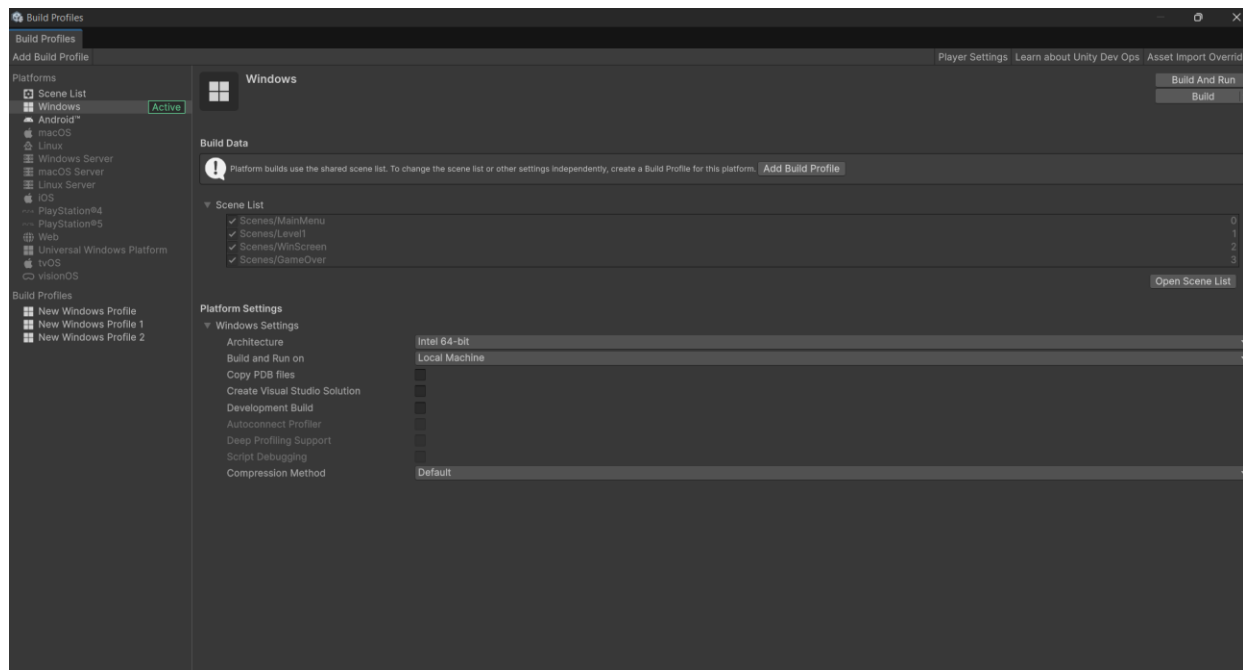 Build Profiles
Build Profiles
Add Build Profile
Player Settings Learn about Unity Dev Ops Asset Import Overrid
Platforms
Scene List
Windows Active
Android™
macOS
Linux
Windows Server
macOS Server
Linux Server
iOS
PlayStation®4
PlayStation®5
Web
Universal Windows Platform
tvOS
visionOS
Build Profiles
New Windows Profile
New Windows Profile 1
New Windows Profile 2
Windows
Build And Run
Build
Build Data
Platform builds use the shared scene list. To change the scene list or other settings independently, create a Build Profile for this platform. Add Build Profile
Scene List
Scenes/MainMenu 0
Scenes/Level1 1
Scenes/WinScreen 2
Scenes/GameOver 3
Open Scene List
Platform Settings
Windows Settings
Architecture Intel 64-bit
Build and Run on Local Machine
Copy PDB files
Create Visual Studio Solution
Development Build
Autoconnect Profiler
Deep Profiling Support
Script Debugging
Compression Method Default